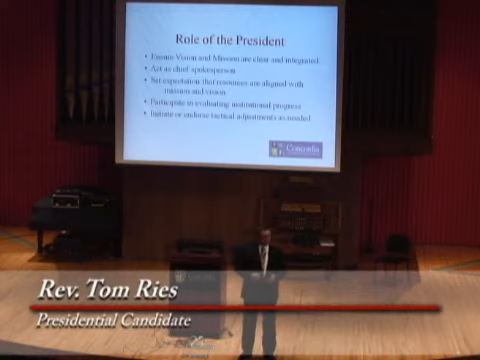 Role of the President
• Ensure Vision and Mission are clear and integrated
• Act as chief spokesperson
• Set expectation that resources are aligned with
mission and vision
• Participate in evaluating institutional progress
• Initiate or endorse tactical adjustments as needed
Concordia
Rev. Tom Ries
Presidential Candidate